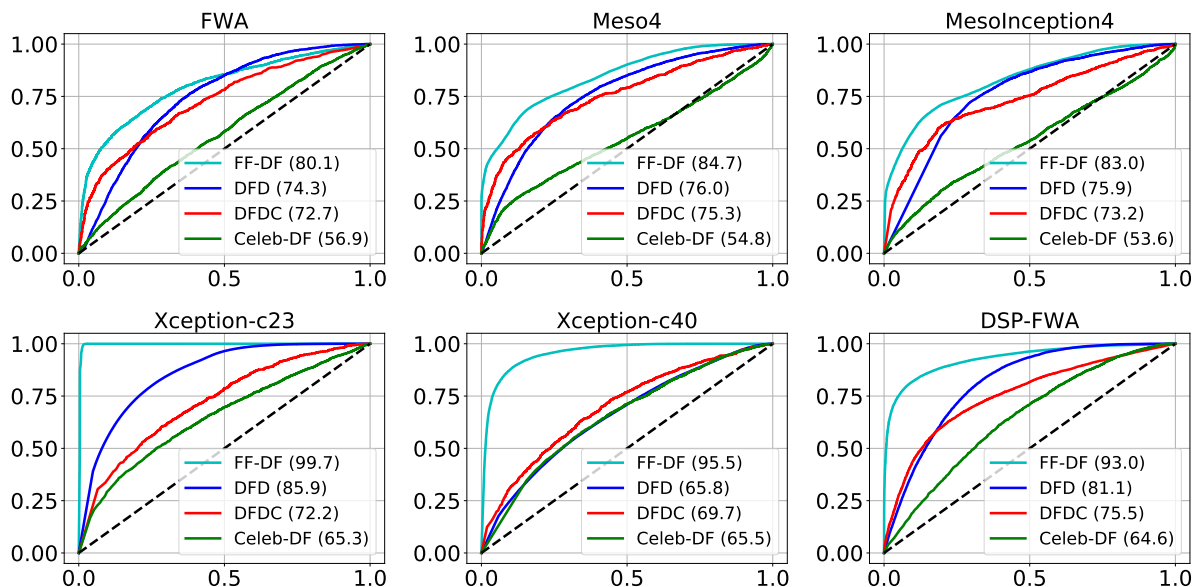 FWA
1.00
0.75
0.50
0.25
0.00
0.0
0.5
1.0
FF-DF (80.1)
DFD (74.3)
DFDC (72.7)
Celeb-DF (56.9)
Meso4
1.00
0.75
0.50
0.25
0.00
0.0
0.5
1.0
FF-DF (84.7)
DFD (76.0)
DFDC (75.3)
Celeb-DF (54.8)
MesoInception4
1.00
0.75
0.50
0.25
0.00
0.0
0.5
1.0
FF-DF (83.0)
DFD (75.9)
DFDC (73.2)
Celeb-DF (53.6)
Xception-c23
1.00
0.75
0.50
0.25
0.00
0.0
0.5
1.0
FF-DF (99.7)
DFD (85.9)
DFDC (72.2)
Celeb-DF (65.3)
Xception-c40
1.00
0.75
0.50
0.25
0.00
0.0
0.5
1.0
FF-DF (95.5)
DFD (65.8)
DFDC (69.7)
Celeb-DF (65.5)
DSP-FWA
1.00
0.75
0.50
0.25
0.00
0.0
0.5
1.0
FF-DF (93.0)
DFD (81.1)
DFDC (75.5)
Celeb-DF (64.6)